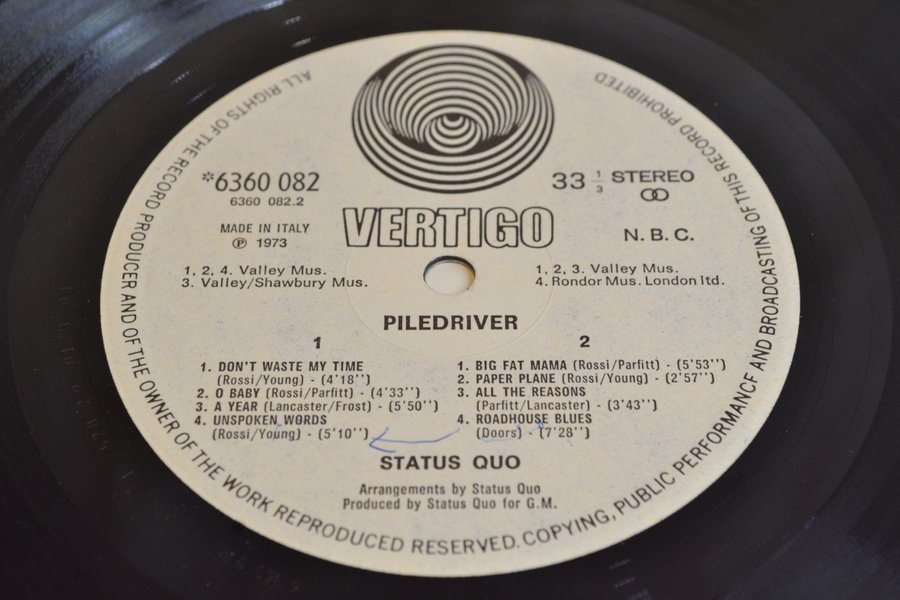 ALL RIGHTS OF THE RECORD PRODUCER AND OF THE OWNER OF THE WORK REPRODUCED RESERVED. COPYING, PUBLIC PERFORMANCE AND BROADCASTING OF THIS RECORD PROHIBITED
*6360 082
6360 082.2
33 1/3 STEREO
VERTIGO
MADE IN ITALY
℗ 1973
N.B.C.
1, 2, 4. Valley Mus.
3. Valley/Shawbury Mus.
1, 2, 3. Valley Mus.
4. Rondor Mus. London ltd.
PILEDRIVER
1
1. DON'T WASTE MY TIME
(Rossi/Young) - (4'18'')
2. O BABY (Rossi/Parfitt) - (4'33'')
3. A YEAR (Lancaster/Frost) - (5'50'')
4. UNSPOKEN WORDS
(Rossi/Young) - (5'10'')
2
1. BIG FAT MAMA (Rossi/Parfitt) - (5'53'')
2. PAPER PLANE (Rossi/Young) - (2'57'')
3. ALL THE REASONS
(Parfitt/Lancaster) - (3'43'')
4. ROADHOUSE BLUES
(Doors) - (7'28'')
STATUS QUO
Arrangements by Status Quo
Produced by Status Quo for G.M.